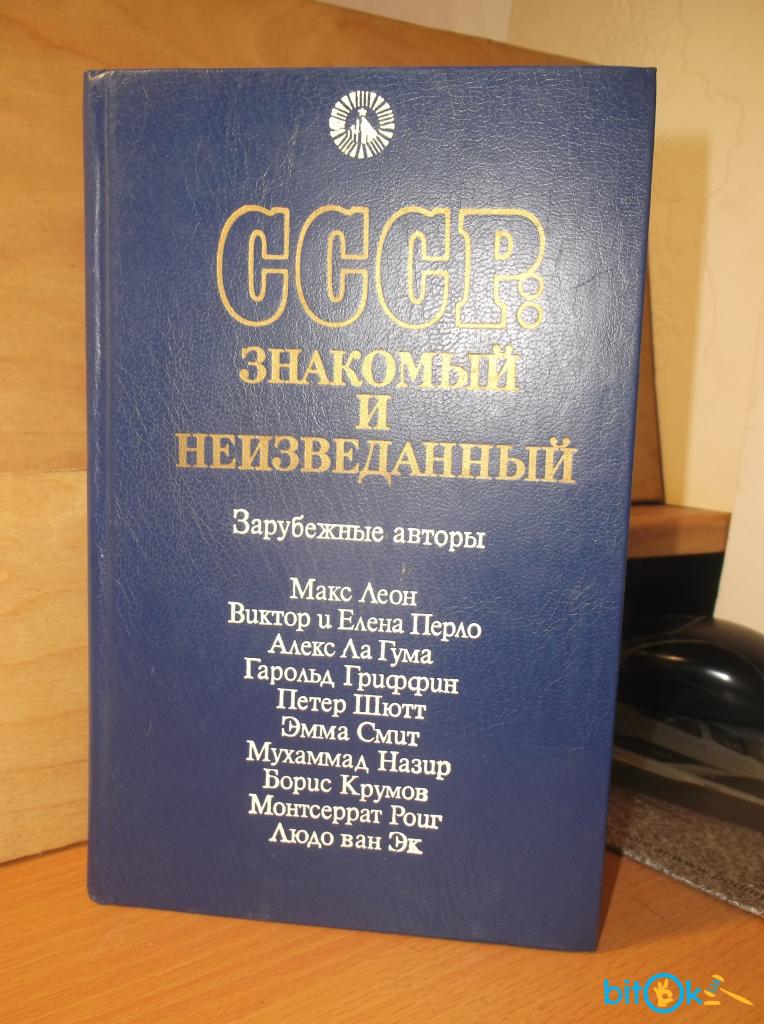 СССР:
ЗНАКОМЫЙ
И
НЕИЗВЕДАННЫЙ
Зарубежные авторы
Макс Леон
Виктор и Елена Перло
Алекс Ла Гума
Гарольд Гриффин
Петер Шютт
Эмма Смит
Мухаммад Назир
Борис Крумов
Монтсеррат Роиг
Людо ван Эк
bitOk